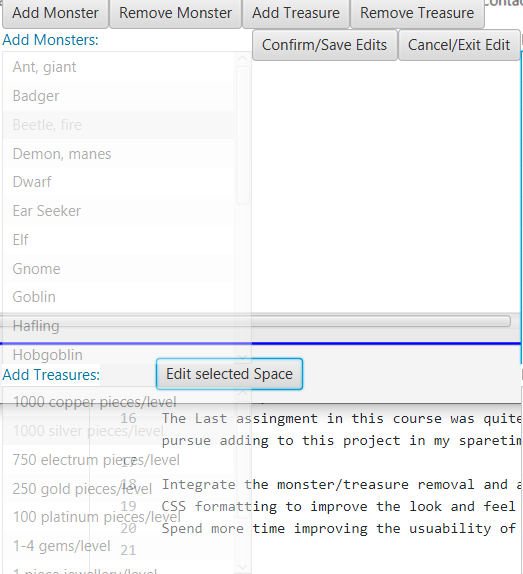 Add Monster Remove Monster Add Treasure Remove Treasure
Add Monsters:
Confirm/Save Edits Cancel/Exit Edit
Ant, giant
Badger
Beetle, fire
Demon, manes
Dwarf
Ear Seeker
Elf
Gnome
Goblin
Hafling
Hobgoblin
Add Treasures:
Edit selected Space
1000 copper pieces/level
1000 silver pieces/level
750 electrum pieces/level
250 gold pieces/level
100 platinum pieces/level
1-4 gems/level
1 piece jewellery/level
16 The Last assingment in this course was quite
pursue adding to this project in my sparetim
17
18 Integrate the monster/treasure removal and a
19 CSS formatting to improve the look and feel
20 Spend more time improving the usuability of
21